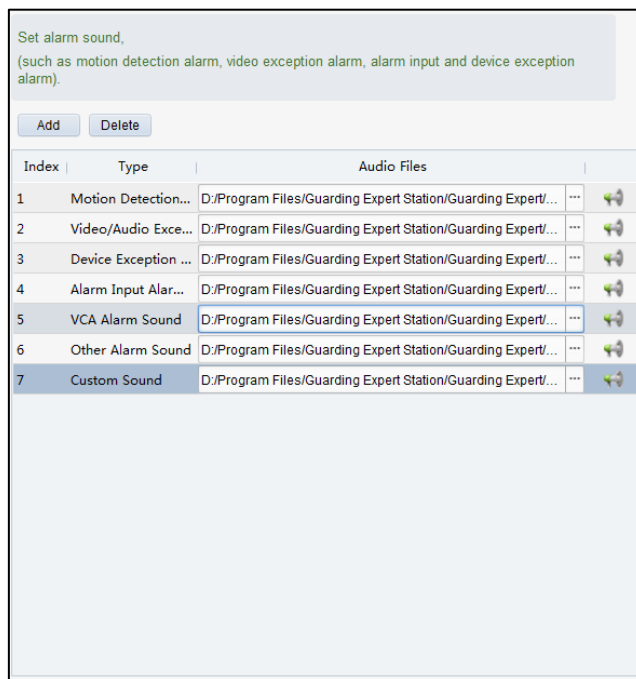 Set alarm sound,
(such as motion detection alarm, video exception alarm, alarm input and device exception
alarm).
Add Delete
Index Type Audio Files
1 Motion Detection... D:/Program Files/Guarding Expert Station/Guarding Expert/... ...
2 Video/Audio Exce... D:/Program Files/Guarding Expert Station/Guarding Expert/... ...
3 Device Exception ... D:/Program Files/Guarding Expert Station/Guarding Expert/... ...
4 Alarm Input Alar... D:/Program Files/Guarding Expert Station/Guarding Expert/... ...
5 VCA Alarm Sound D:/Program Files/Guarding Expert Station/Guarding Expert/... ...
6 Other Alarm Sound D:/Program Files/Guarding Expert Station/Guarding Expert/... ...
7 Custom Sound D:/Program Files/Guarding Expert Station/Guarding Expert/... ...